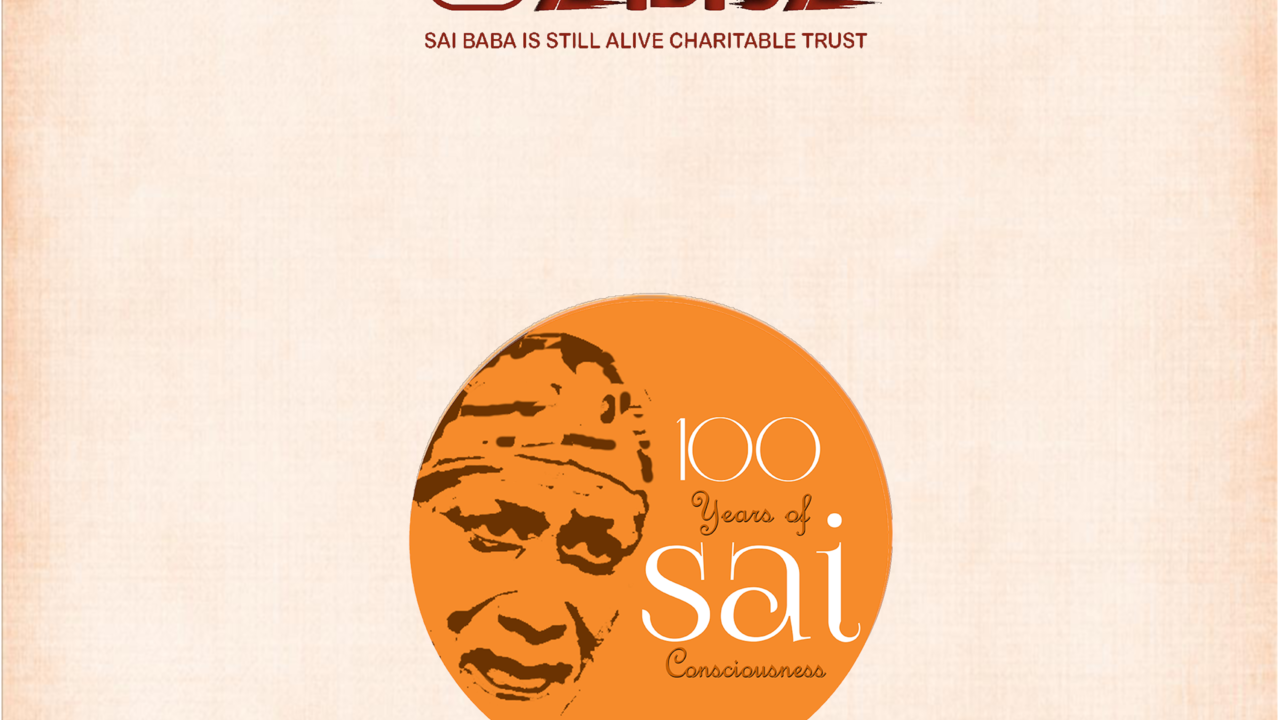 SAI BABA IS STILL ALIVE CHARITABLE TRUST
100
Years of
sai
Consciousness